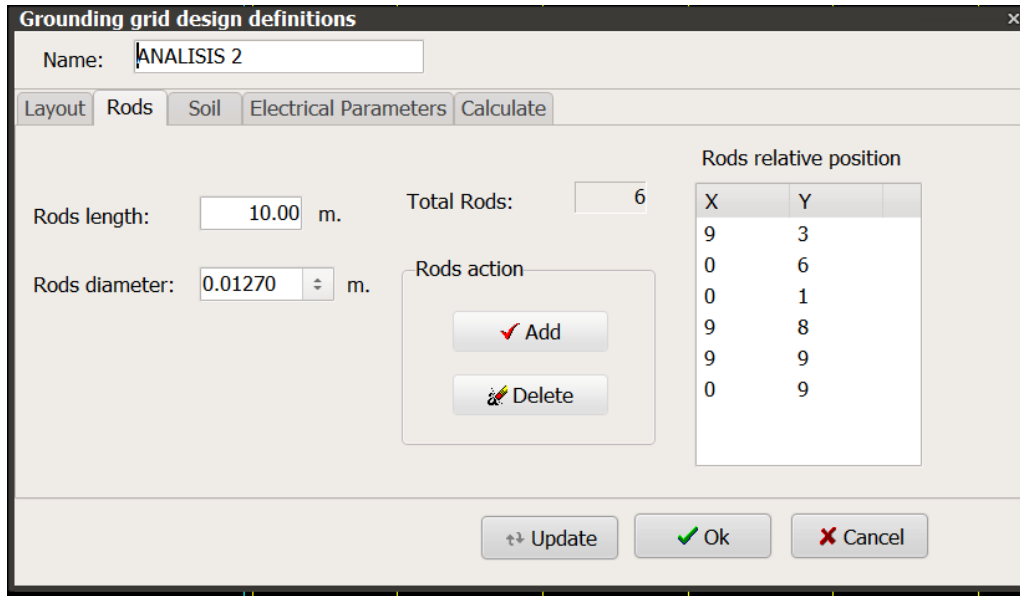 Grounding grid design definitions
Name: ANALISIS 2
Layout Rods Soil Electrical Parameters Calculate
Rods relative position
Rods length: 10.00 m.
Total Rods: 6
X Y
9 3
0 6
0 1
9 8
9 9
0 9
Rods diameter: 0.01270 m.
Rods action
Add
Delete
Update Ok Cancel